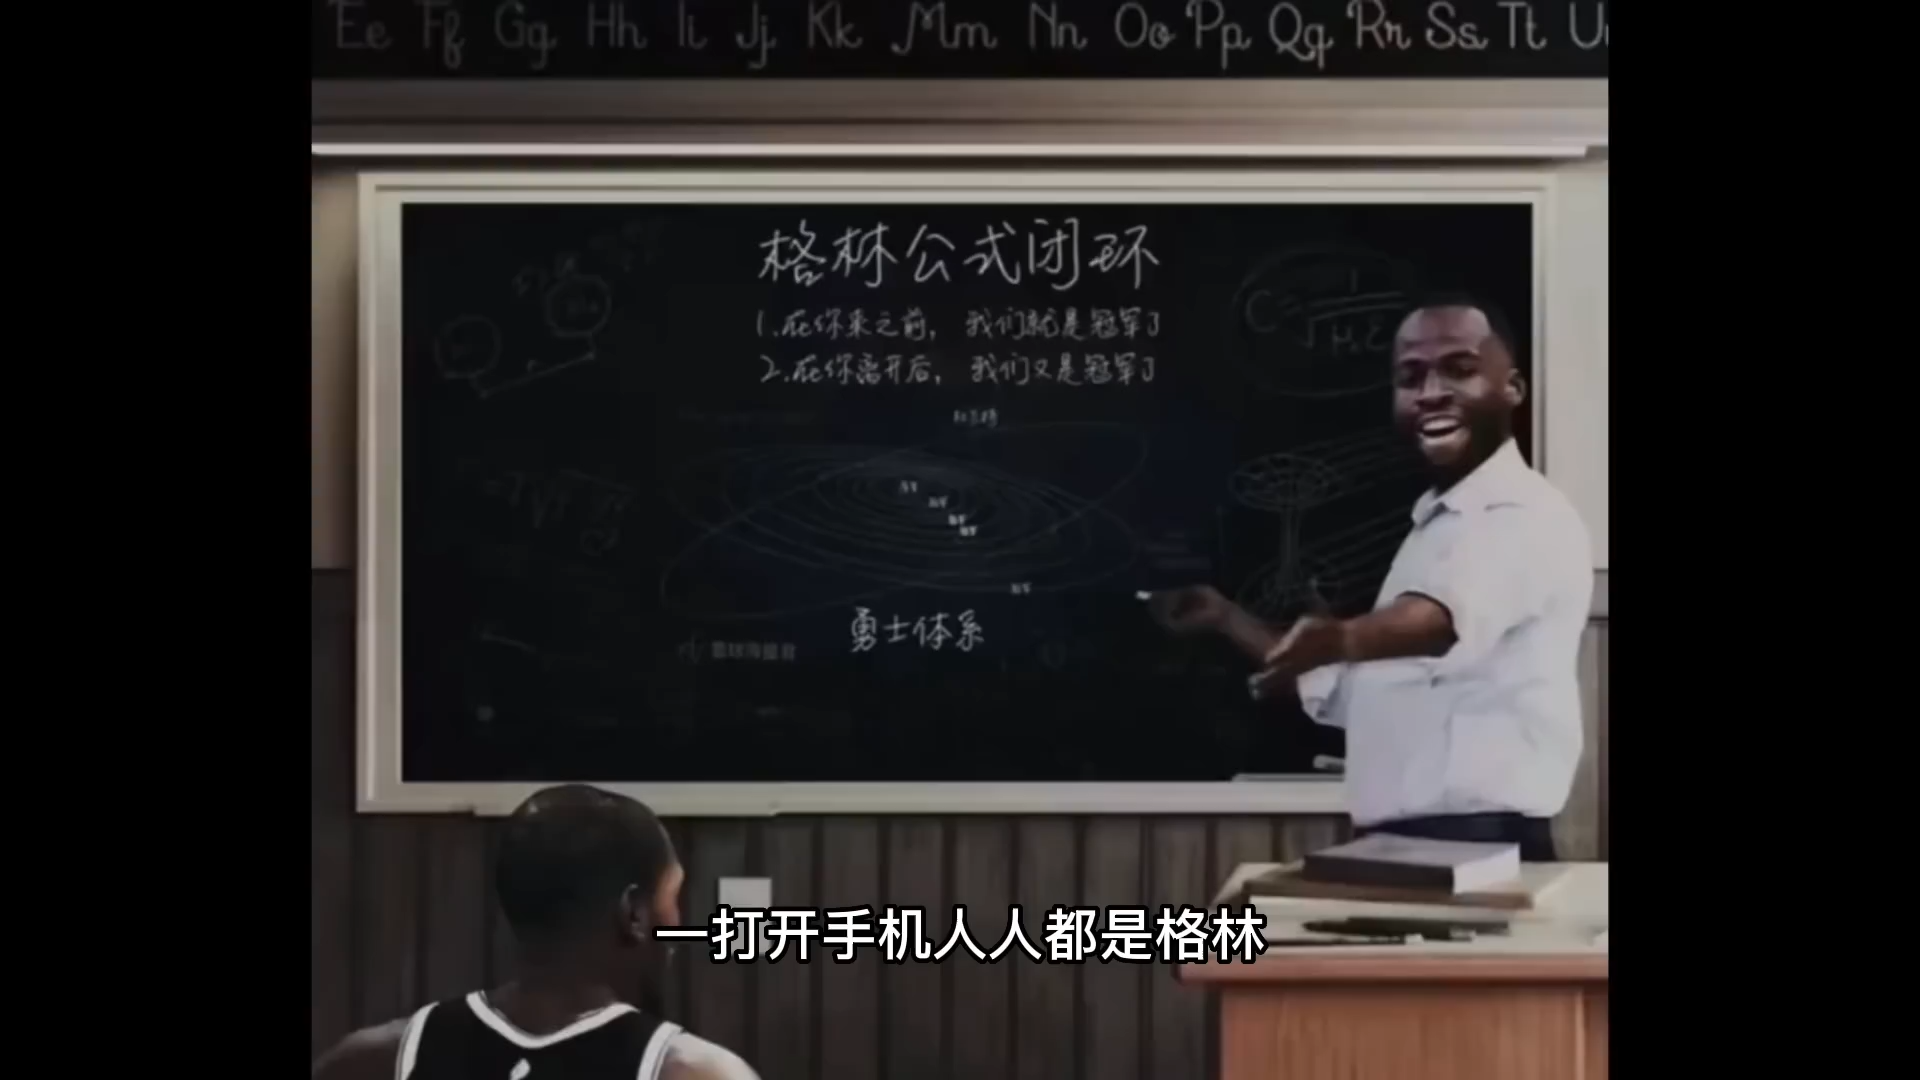 Ee Ff Gg Hh Ii Jj Kk Mm Nn Oo Pp Qq Rr Ss Tt U
格林公式闭环
1.在你来之前，我们就是冠军了
2.在你离开后，我们又是冠军了
勇士体系
一打开手机人人都是格林